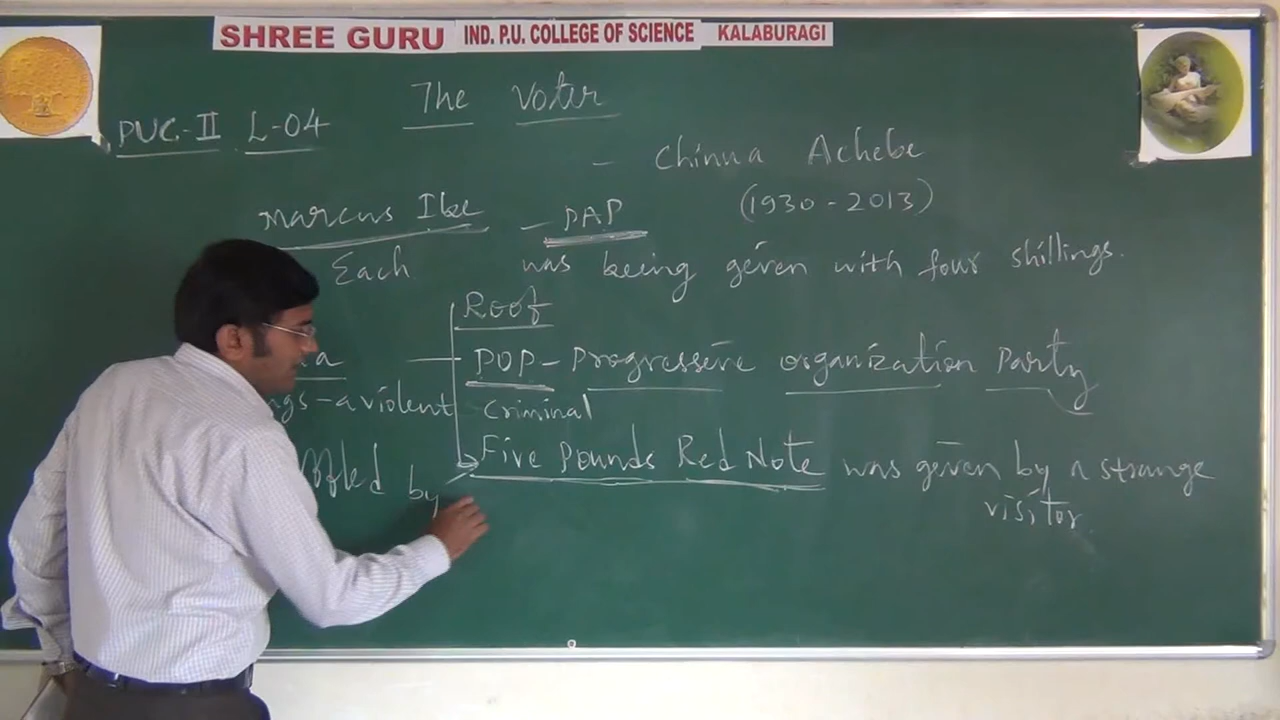 SHREE GURU IND. P.U. COLLEGE OF SCIENCE KALABURAGI
The Voter
PUC-II L-04
- Chinua Achebe
(1930-2013)
Marcus Ibe - PAP
Each was being given with four shillings.
Roof
a — POP - Progressive organization Party
ngs - a violent criminal
by Five Pounds Red Note was given by a strange
visitor.